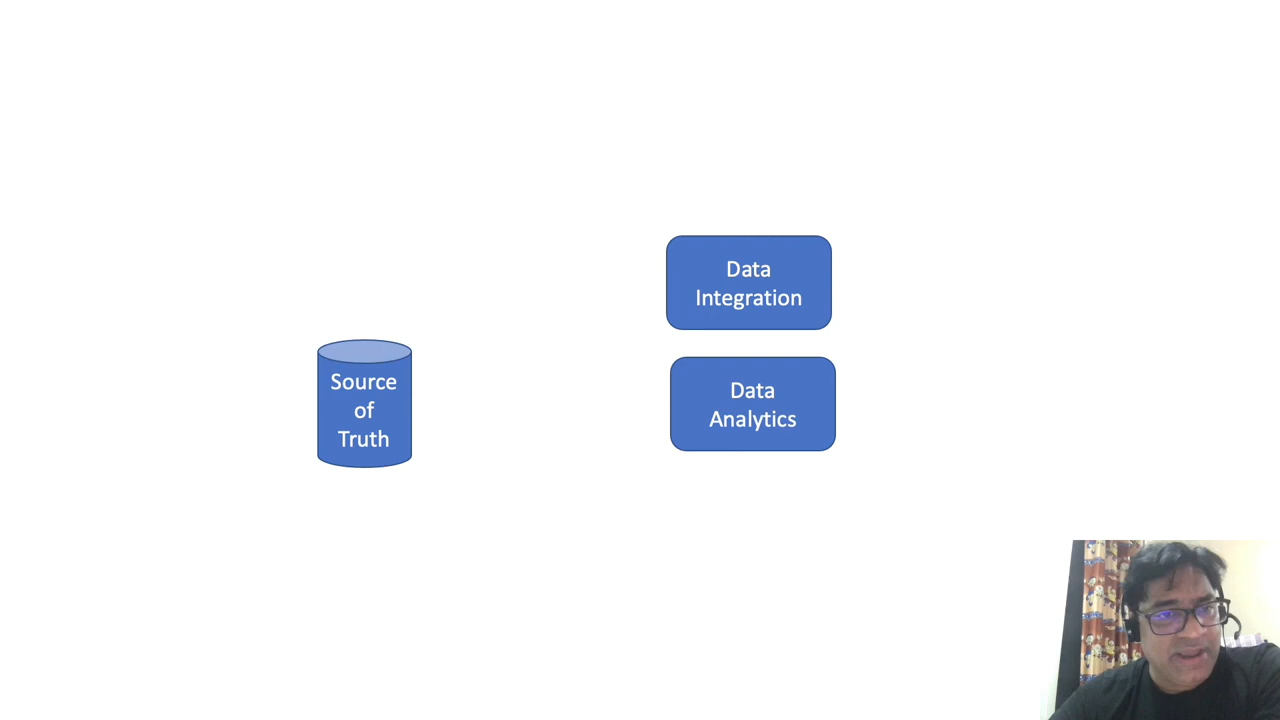 Data
Integration
Source
of
Truth
Data
Analytics